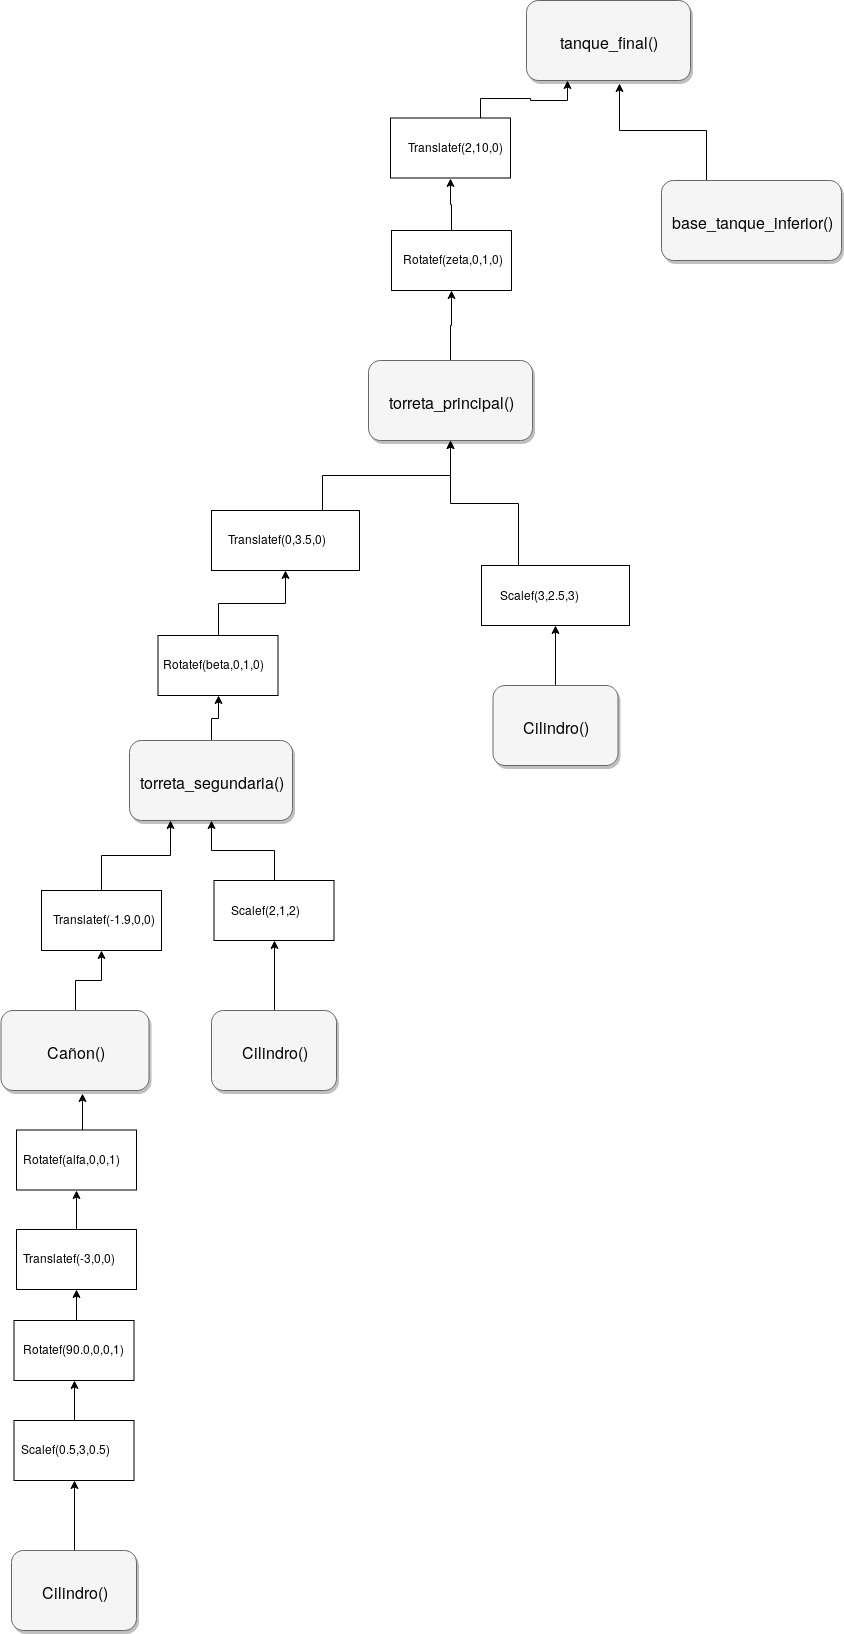 tanque_final()
Translatef(2,10,0)
base_tanque_inferior()
Rotatef(zeta,0,1,0)
torreta_principal()
Translatef(0,3.5,0)
Scalef(3,2.5,3)
Rotatef(beta,0,1,0)
Cilindro()
torreta_segundaria()
Translatef(-1.9,0,0)
Scalef(2,1,2)
Cañon()
Cilindro()
Rotatef(alfa,0,0,1)
Translatef(-3,0,0)
Rotatef(90.0,0,0,1)
Scalef(0.5,3,0.5)
Cilindro()